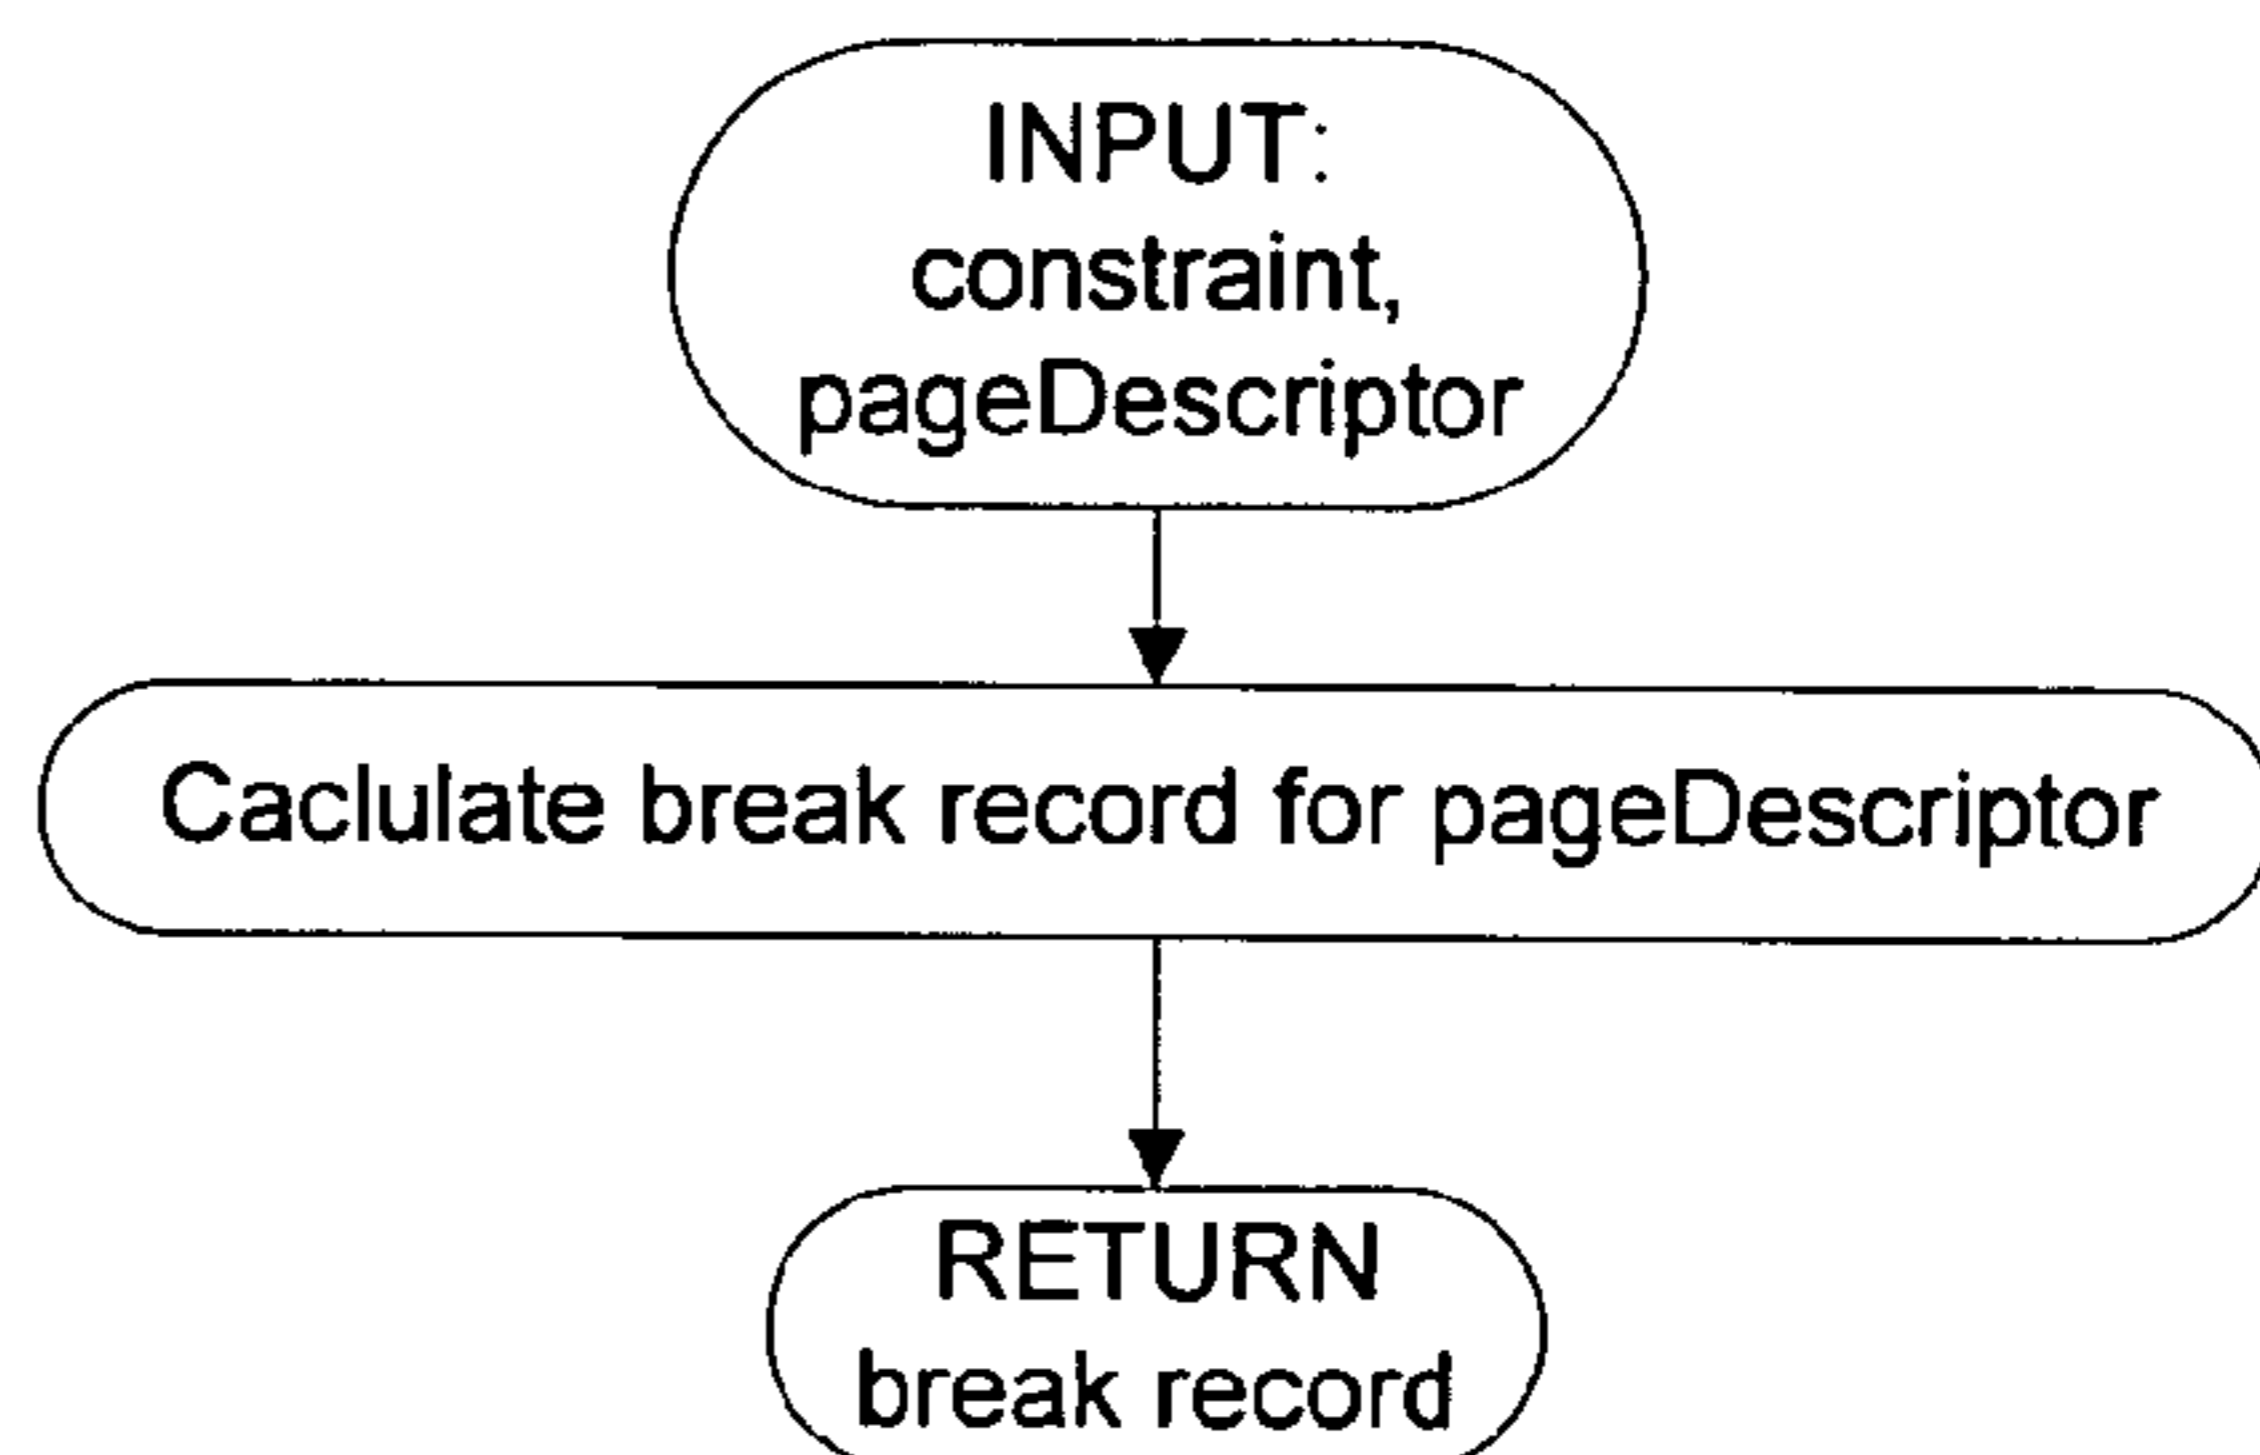 INPUT:
constraint,
pageDescriptor
Caclulate break record for pageDescriptor
RETURN
break record